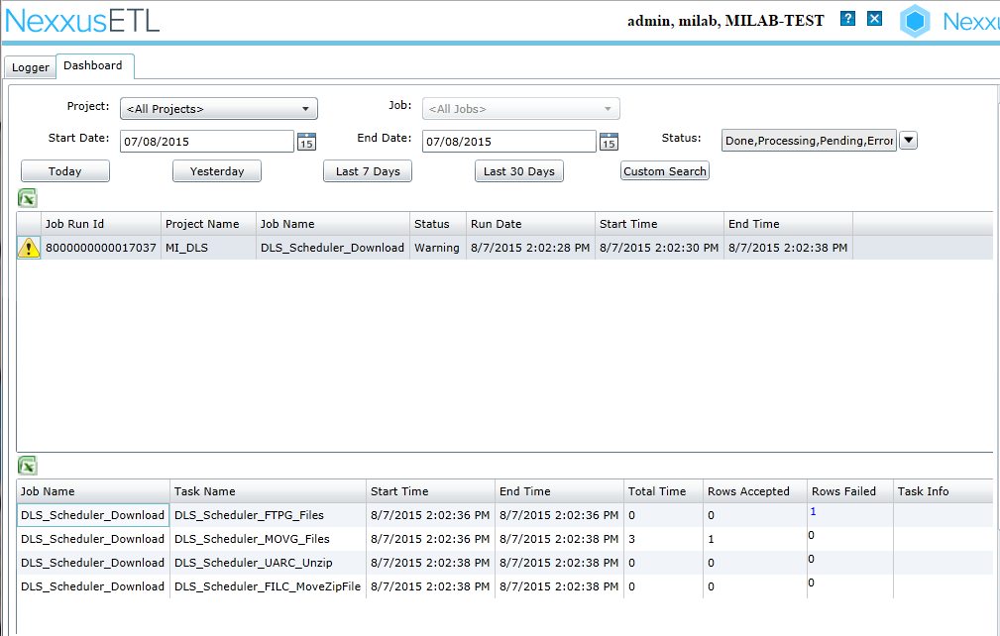 NexxusETL admin, milab, MILAB-TEST ? Nexxu
Logger Dashboard
Project: <All Projects> Job: <All Jobs>
Start Date: 07/08/2015 15 End Date: 07/08/2015 15 Status: Done,Processing,Pending,Error
Today Yesterday Last 7 Days Last 30 Days Custom Search
Job Run Id Project Name Job Name Status Run Date Start Time End Time
8000000000017037 MI_DLS DLS_Scheduler_Download Warning 8/7/2015 2:02:28 PM 8/7/2015 2:02:30 PM 8/7/2015 2:02:38 PM
Job Name Task Name Start Time End Time Total Time Rows Accepted Rows Failed Task Info
DLS_Scheduler_Download DLS_Scheduler_FTPG_Files 8/7/2015 2:02:36 PM 8/7/2015 2:02:36 PM 0 0 1
DLS_Scheduler_Download DLS_Scheduler_MOVG_Files 8/7/2015 2:02:36 PM 8/7/2015 2:02:38 PM 3 1 0
DLS_Scheduler_Download DLS_Scheduler_UARC_Unzip 8/7/2015 2:02:38 PM 8/7/2015 2:02:38 PM 0 0 0
DLS_Scheduler_Download DLS_Scheduler_FILC_MoveZipFile 8/7/2015 2:02:38 PM 8/7/2015 2:02:38 PM 0 0 0